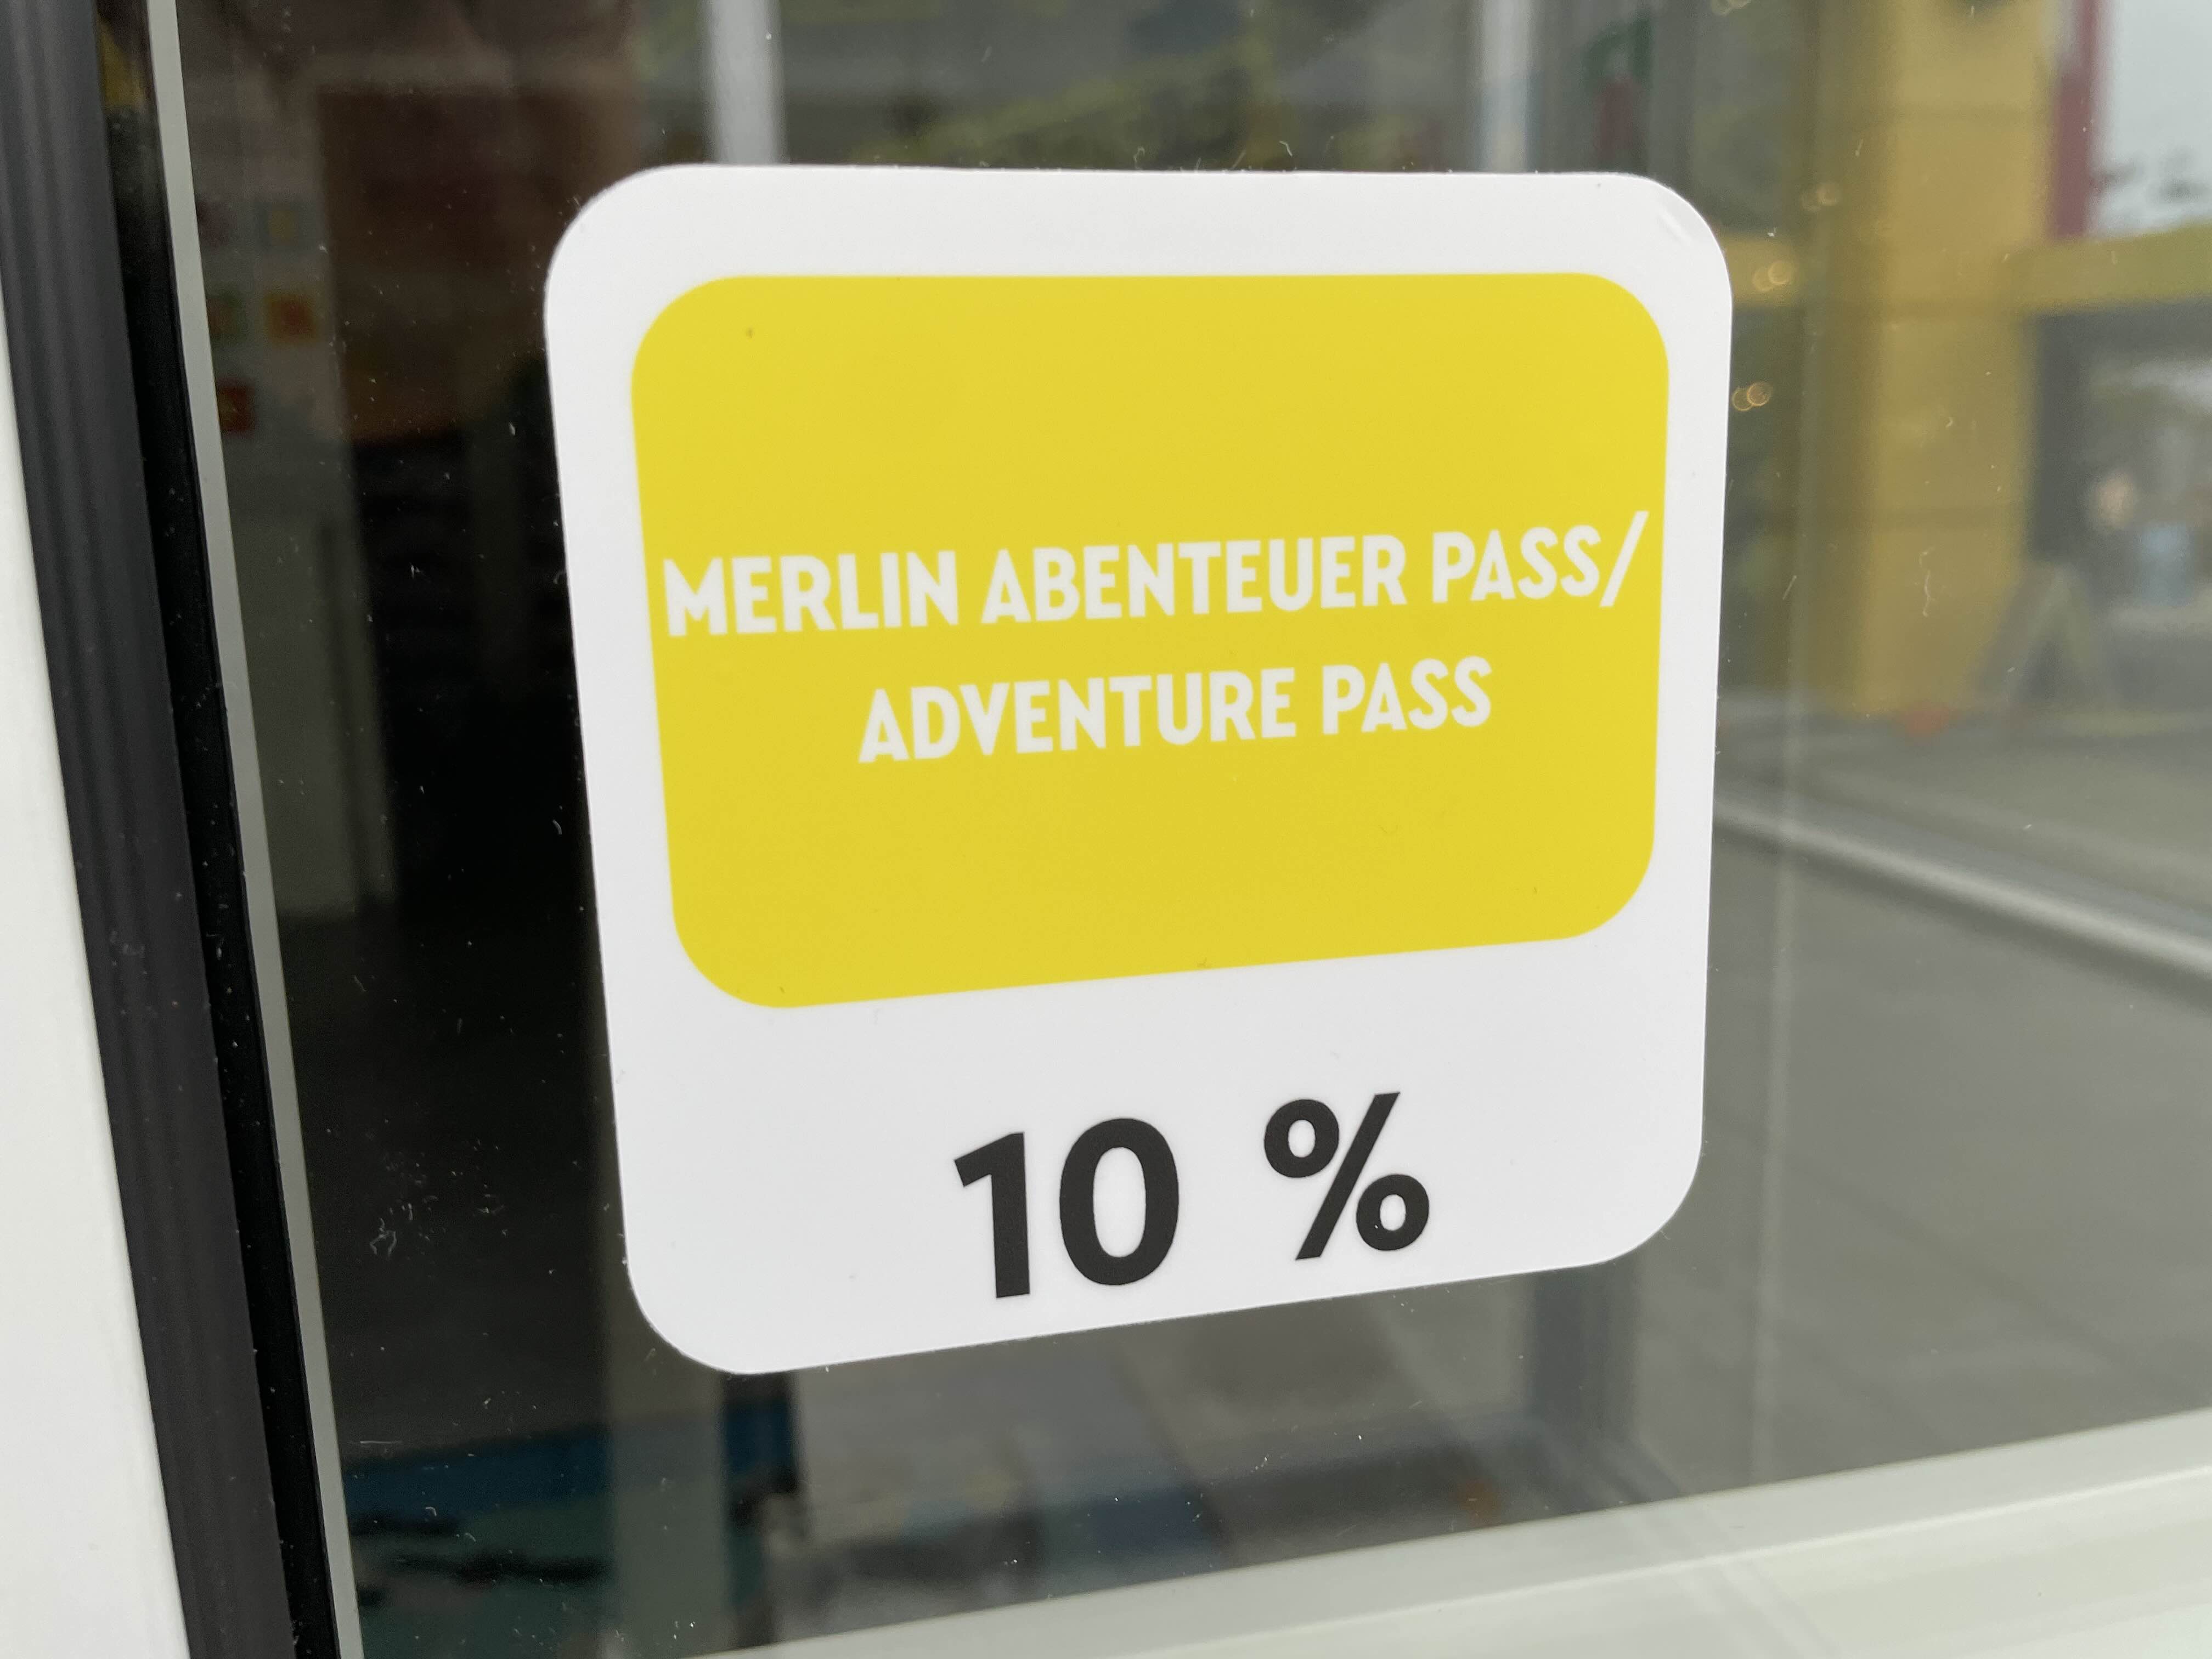 MERLIN ABENTEUER PASS/
ADVENTURE PASS
10 %